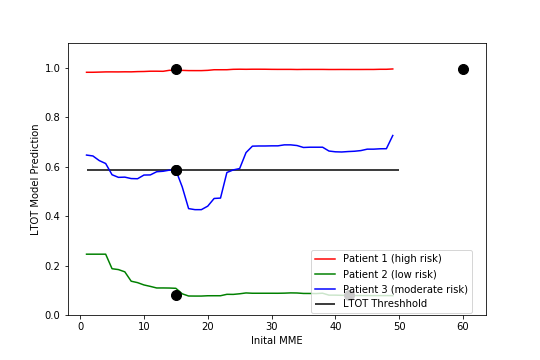 1.0
0.8
0.6
0.4
0.2
0.0
LTOT Model Prediction
0
10
20
30
40
50
60
Inital MME
Patient 1 (high risk)
Patient 2 (low risk)
Patient 3 (moderate risk)
LTOT Threshhold